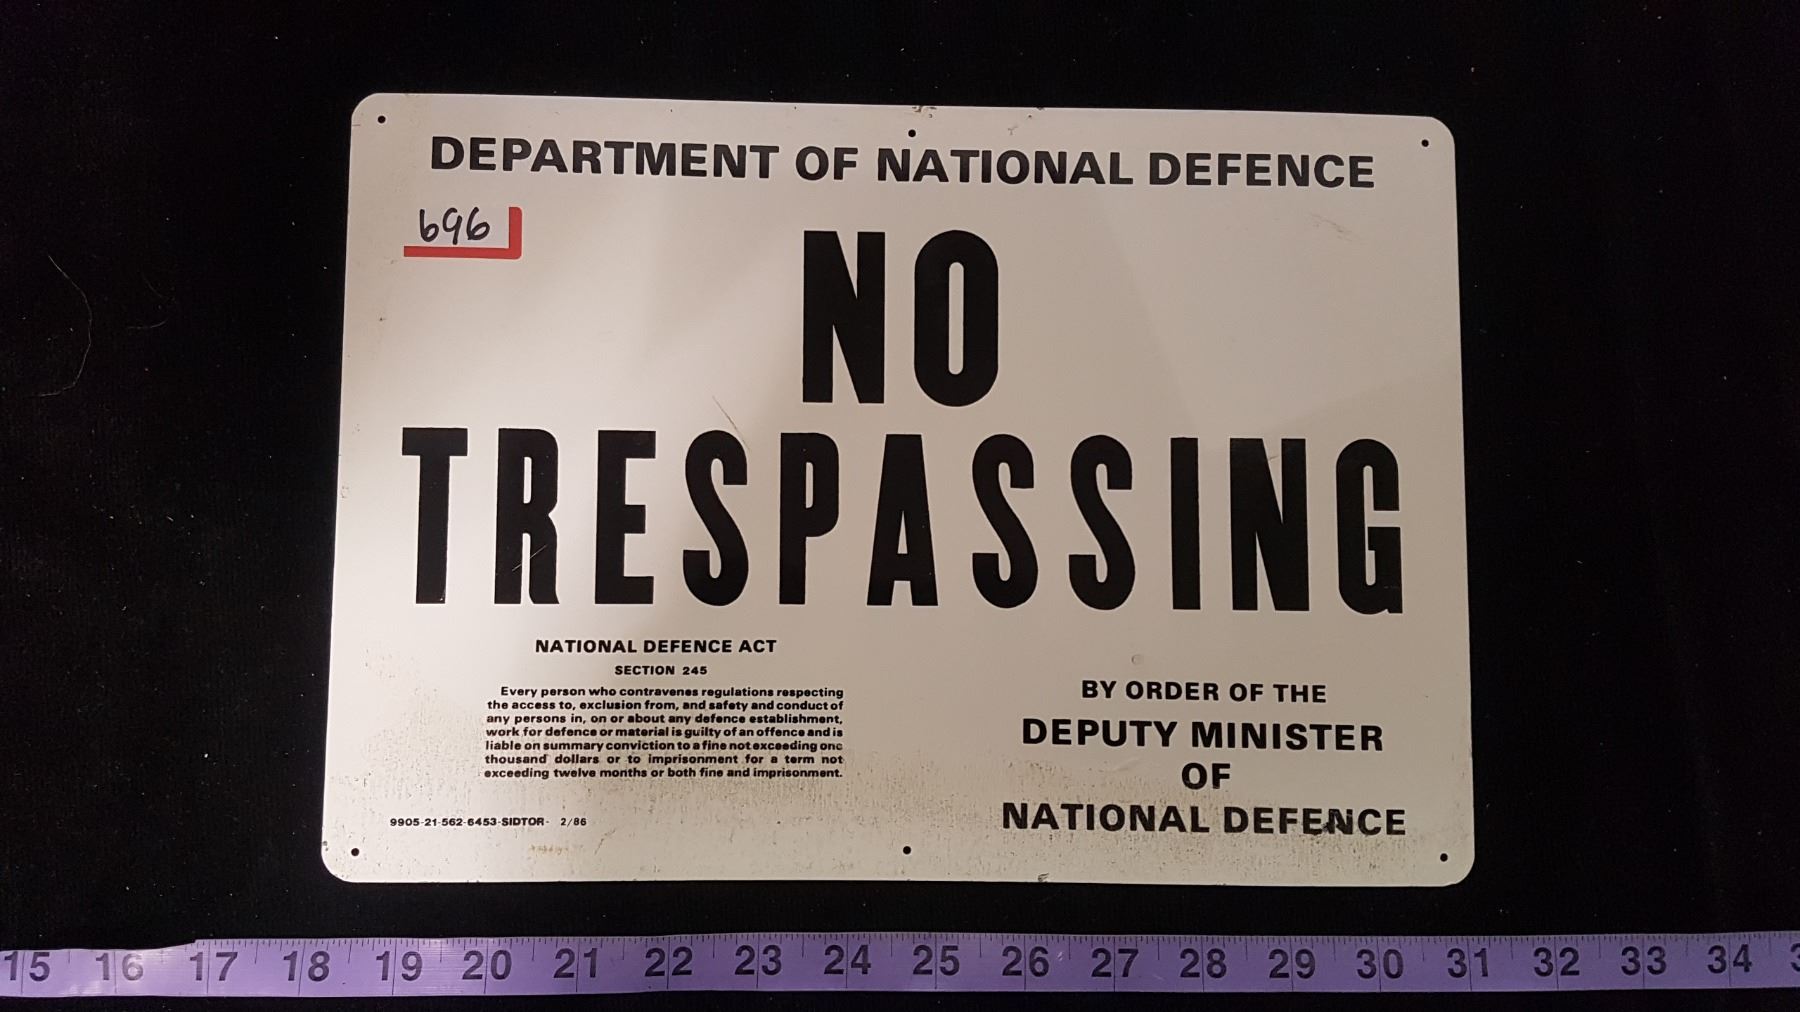 DEPARTMENT OF NATIONAL DEFENCE
696
NO
TRESPASSING
NATIONAL DEFENCE ACT
SECTION 245
Every person who contravenes regulations respecting
the access to, exclusion from, and safety and conduct of
any persons in, on or about any defence establishment,
work for defence or material is guilty of an offence and is
liable on summary conviction to a fine not exceeding one
thousand dollars or to imprisonment for a term not
exceeding twelve months or both fine and imprisonment.
9905-21-562-6453-SIDTOR- 2/86
BY ORDER OF THE
DEPUTY MINISTER
OF
NATIONAL DEFENCE
15 16 17 18 19 20 21 22 23 24 25 26 27 28 29 30 31 32 33 34